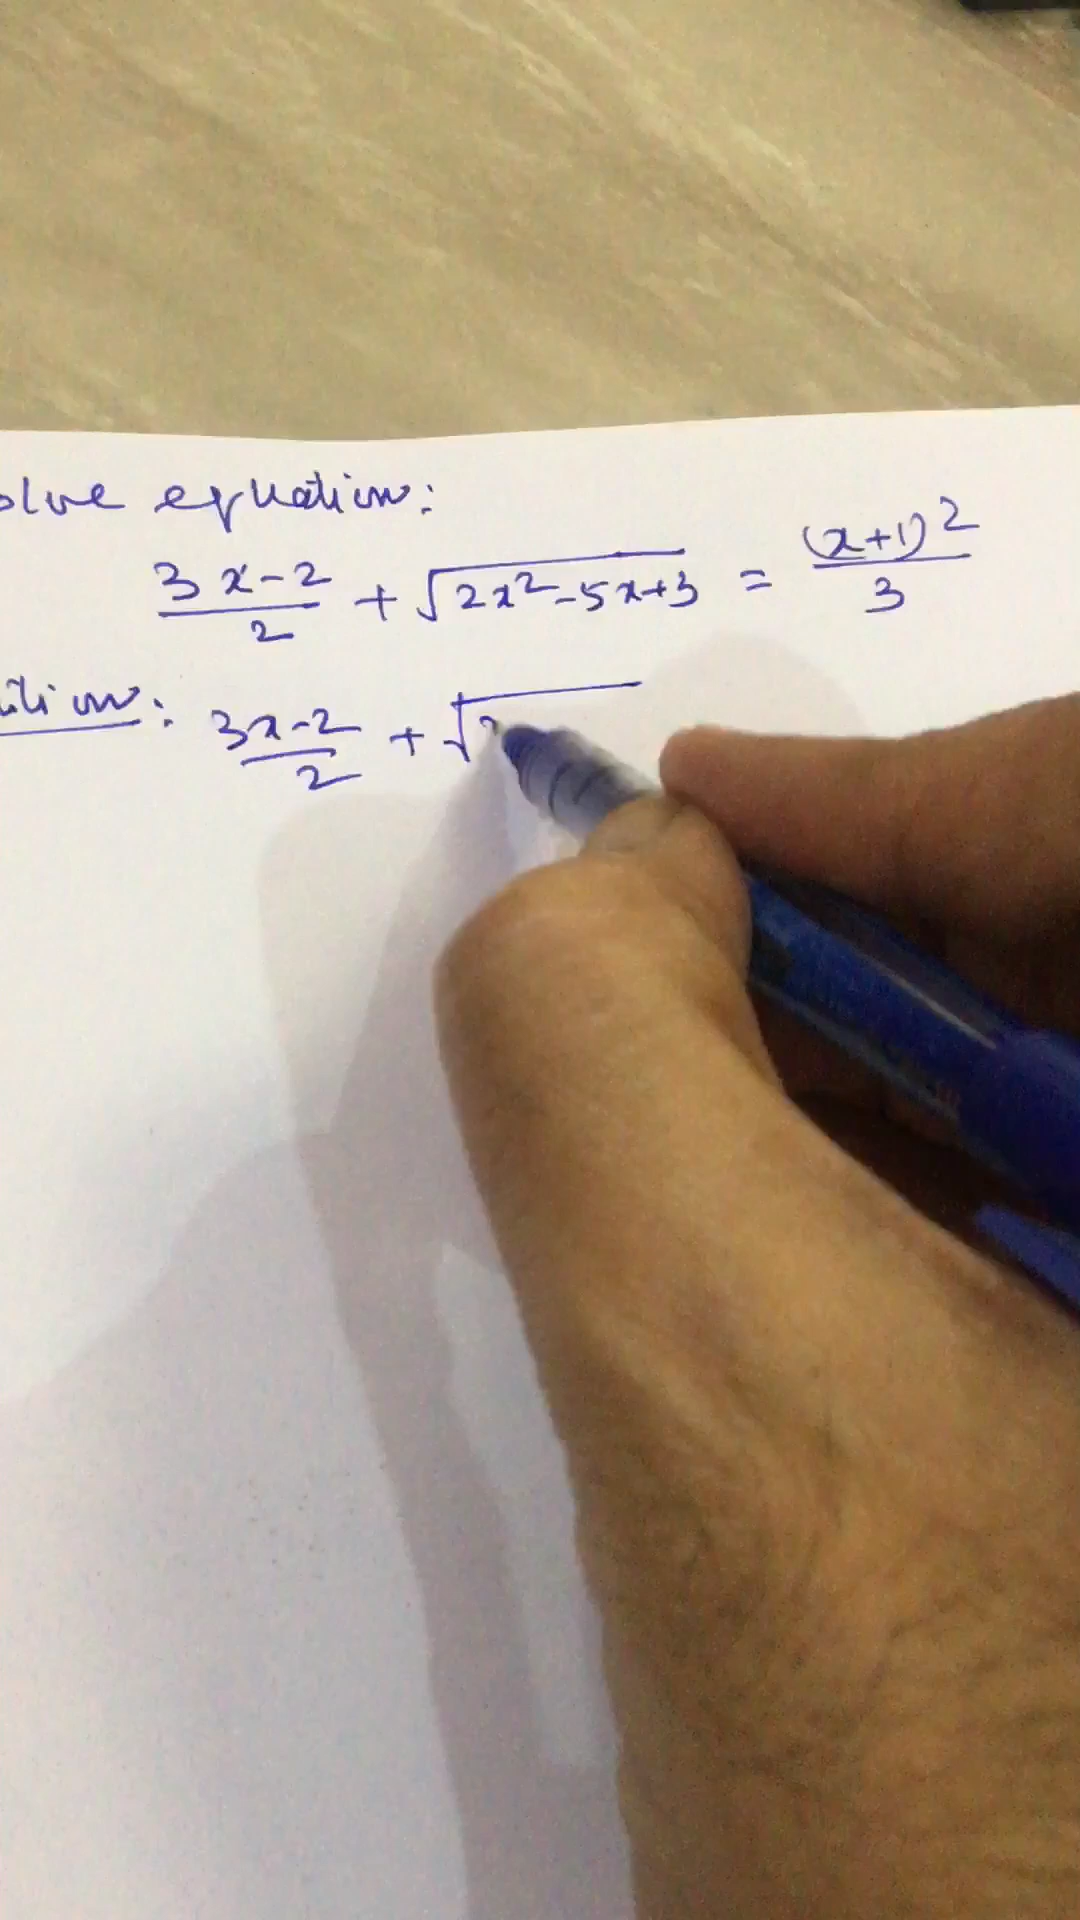 olve equation:
(3x-2)/2 + √(2x²-5x+3) = (x+1)²/3
ution: (3x-2)/2 + √